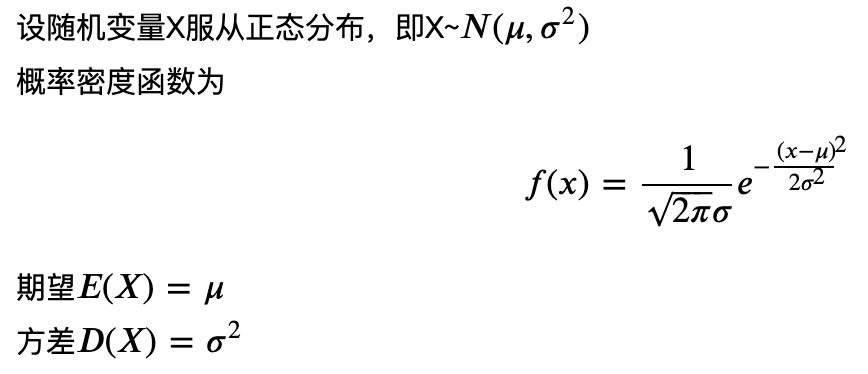 设随机变量X服从正态分布，即X~$N(\mu, \sigma^2)$
概率密度函数为
$f(x) = \frac{1}{\sqrt{2\pi}\sigma} e^{-\frac{(x-\mu)^2}{2\sigma^2}}$
期望$E(X) = \mu$
方差$D(X) = \sigma^2$